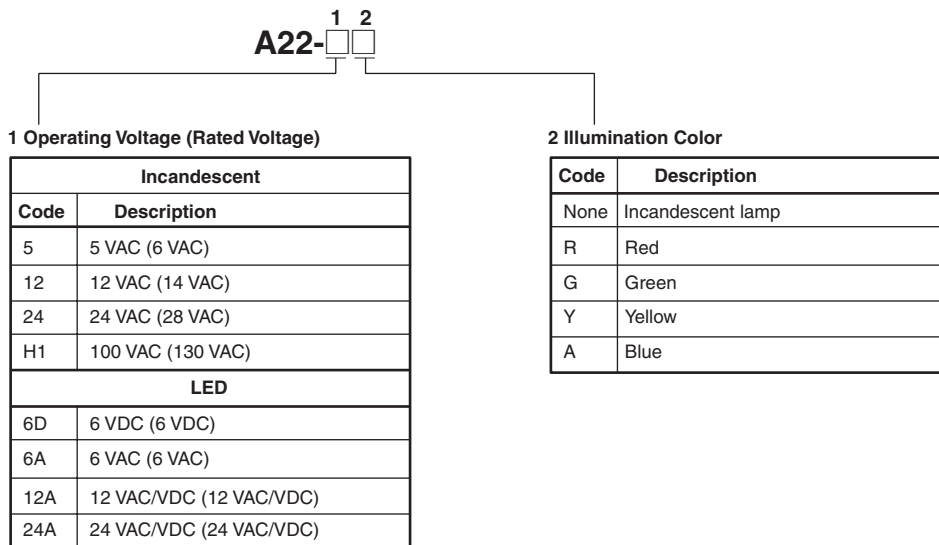 1 2
A22-□□
1 Operating Voltage (Rated Voltage)
Incandescent
Code Description
5 5 VAC (6 VAC)
12 12 VAC (14 VAC)
24 24 VAC (28 VAC)
H1 100 VAC (130 VAC)
LED
6D 6 VDC (6 VDC)
6A 6 VAC (6 VAC)
12A 12 VAC/VDC (12 VAC/VDC)
24A 24 VAC/VDC (24 VAC/VDC)
2 Illumination Color
Code Description
None Incandescent lamp
R Red
G Green
Y Yellow
A Blue